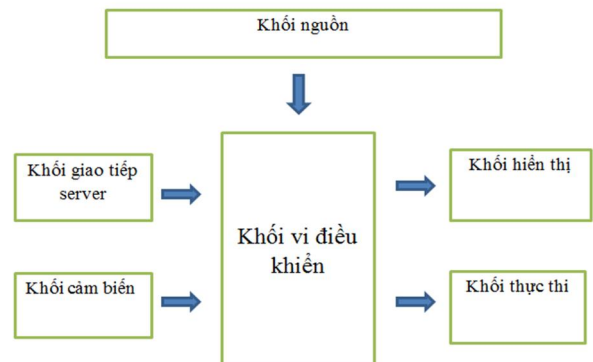 Khối nguồn
Khối giao tiếp
server
Khối hiển thị
Khối vi điều
khiển
Khối cảm biến
Khối thực thi